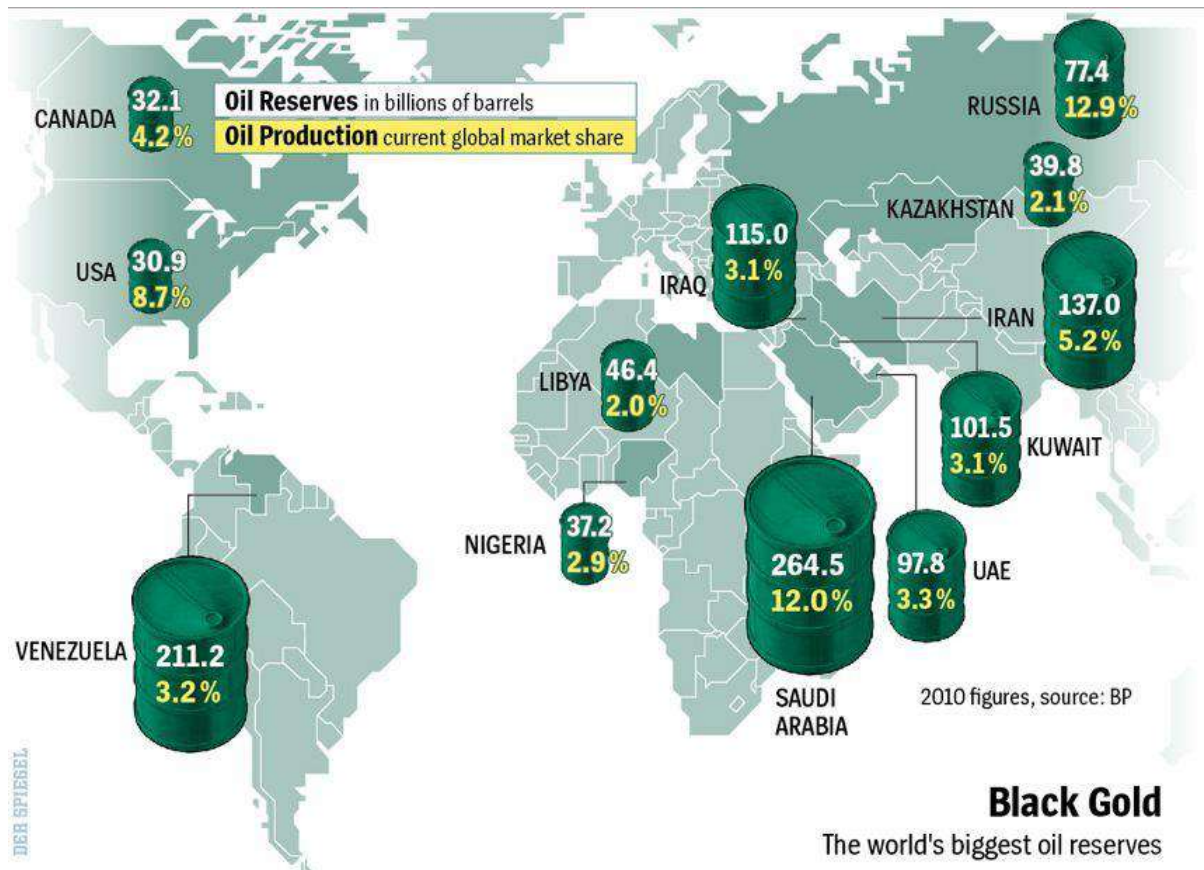 Oil Reserves in billions of barrels
Oil Production current global market share
CANADA
32.1
4.2%
USA
30.9
8.7%
VENEZUELA
211.2
3.2%
RUSSIA
77.4
12.9%
KAZAKHSTAN
39.8
2.1%
IRAQ
115.0
3.1%
IRAN
137.0
5.2%
LIBYA
46.4
2.0%
KUWAIT
101.5
3.1%
NIGERIA
37.2
2.9%
SAUDI
ARABIA
264.5
12.0%
UAE
97.8
3.3%
2010 figures, source: BP
Black Gold
The world's biggest oil reserves
DER SPIEGEL